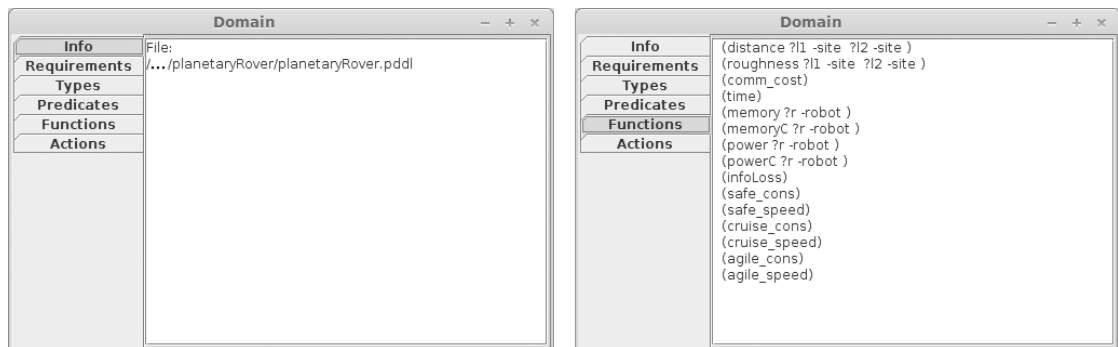 Domain
Info
Requirements
Types
Predicates
Functions
Actions
File:
/.../planetaryRover/planetaryRover.pddl
Domain
Info
Requirements
Types
Predicates
Functions
Actions
(distance ?l1 -site ?l2 -site )
(roughness ?l1 -site ?l2 -site )
(comm_cost)
(time)
(memory ?r -robot )
(memoryC ?r -robot )
(power ?r -robot )
(powerC ?r -robot )
(infoLoss)
(safe_cons)
(safe_speed)
(cruise_cons)
(cruise_speed)
(agile_cons)
(agile_speed)